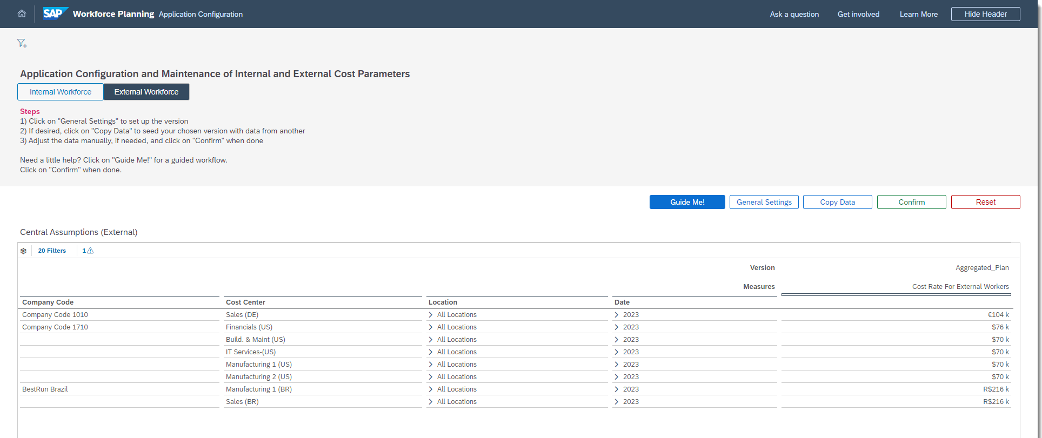 SAP Workforce Planning Application Configuration Ask a question Get involved Learn More Hide Header
Application Configuration and Maintenance of Internal and External Cost Parameters
Internal Workforce External Workforce
Steps
1) Click on "General Settings" to set up the version
2) If desired, click on "Copy Data" to seed your chosen version with data from another
3) Adjust the data manually, if needed, and click on "Confirm" when done
Need a little help? Click on "Guide Me!" for a guided workflow.
Click on "Confirm" when done.
Guide Me! General Settings Copy Data Confirm Reset
Central Assumptions (External)
20 Filters 1
Version Aggregated_Plan
Measures Cost Rate For External Workers
Company Code Cost Center Location Date
Company Code 1010 Sales (DE) All Locations 2023 €104 k
Company Code 1710 Financials (US) All Locations 2023 $76 k
Build. & Maint (US) All Locations 2023 $70 k
IT Services-(US) All Locations 2023 $70 k
Manufacturing 1 (US) All Locations 2023 $70 k
Manufacturing 2 (US) All Locations 2023 $70 k
BestRun Brazil Manufacturing 1 (BR) All Locations 2023 R$216 k
Sales (BR) All Locations 2023 R$216 k